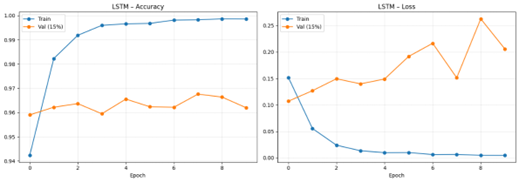 LSTM – Accuracy
Train
Val (15%)
1.00
0.99
0.98
0.97
0.96
0.95
0.94
0 2 4 6 8
Epoch
LSTM – Loss
Train
Val (15%)
0.25
0.20
0.15
0.10
0.05
0.00
0 2 4 6 8
Epoch